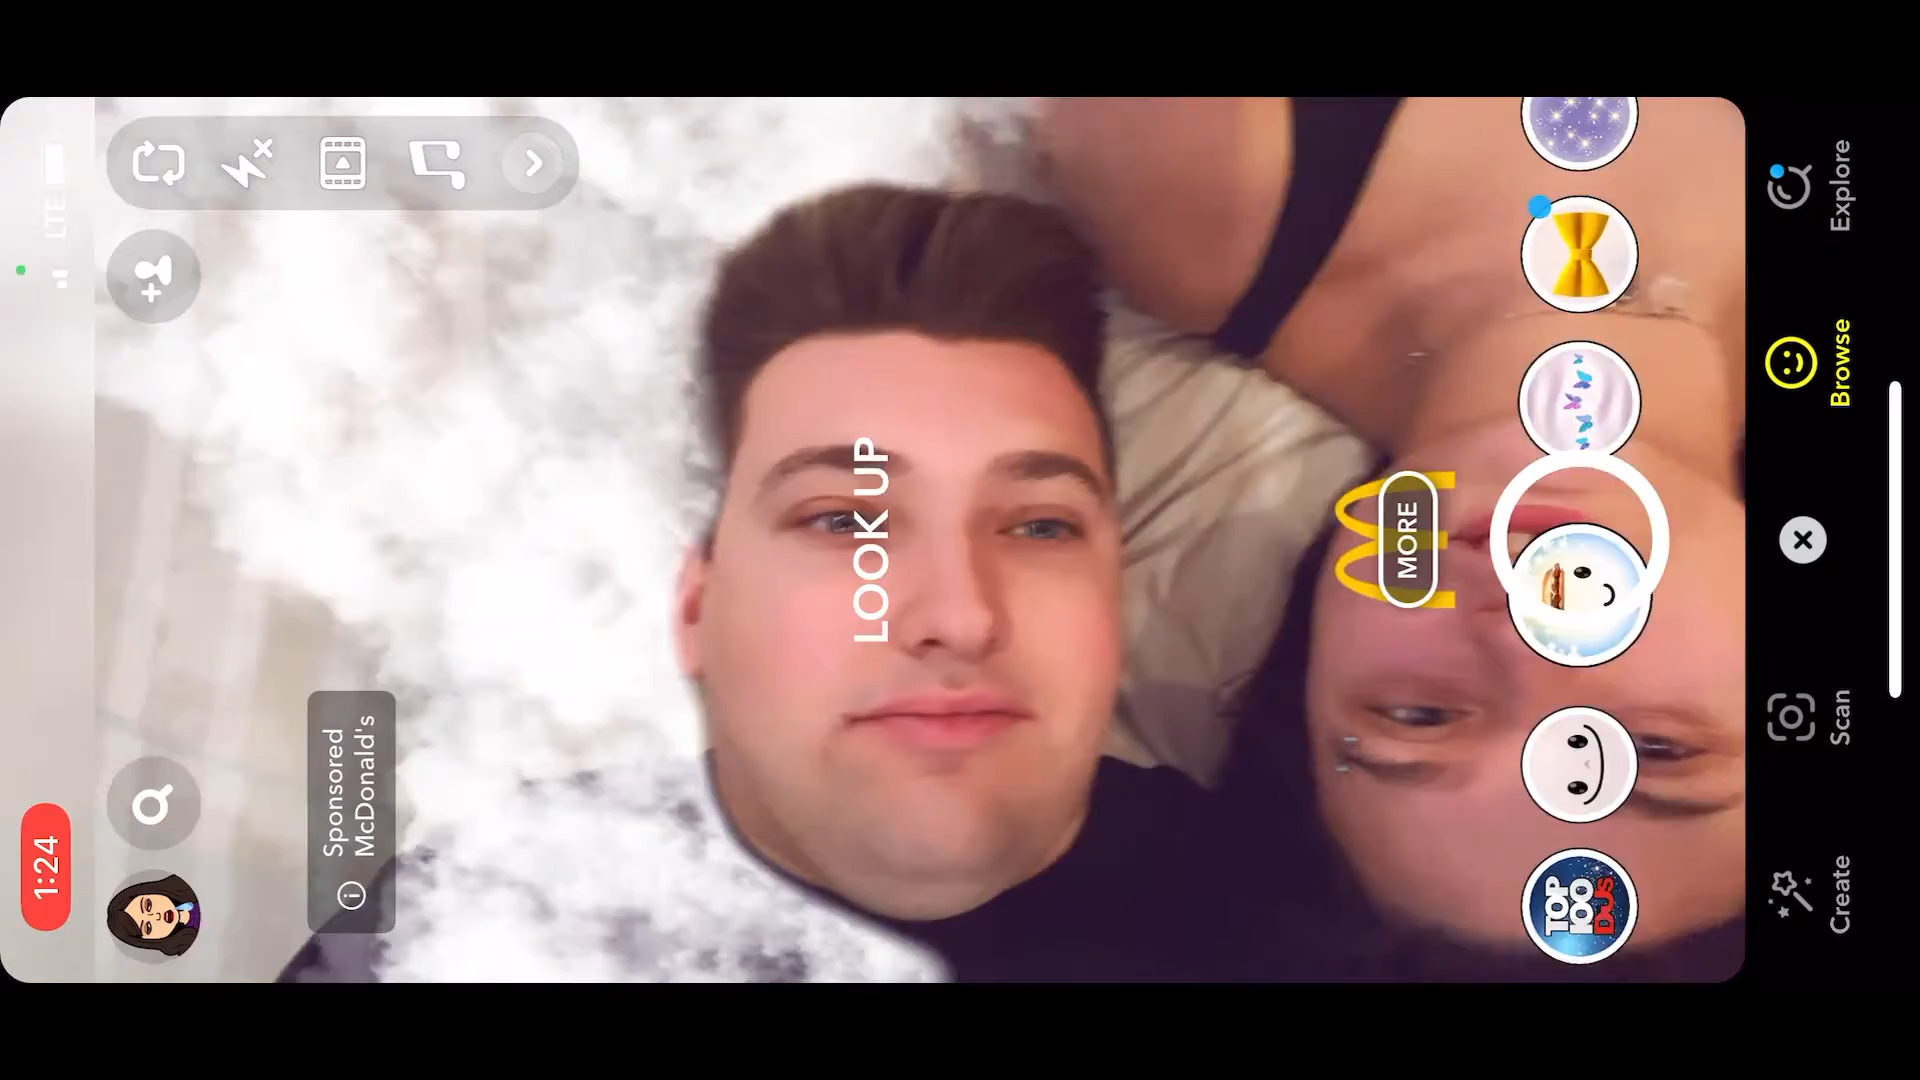 1:24
LTE
Sponsored
McDonald's
LOOK UP
MORE
TOP
100
DJS
Create
Scan
Browse
Explore